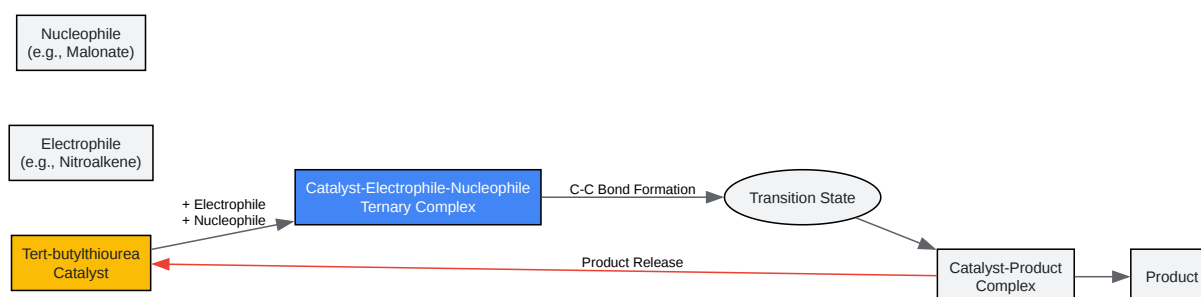 Nucleophile
(e.g., Malonate)
Electrophile
(e.g., Nitroalkene)
+ Electrophile
+ Nucleophile
Catalyst-Electrophile-Nucleophile
Ternary Complex
C-C Bond Formation
Transition State
Tert-butylthiourea
Catalyst
Product Release
Catalyst-Product
Complex
Product